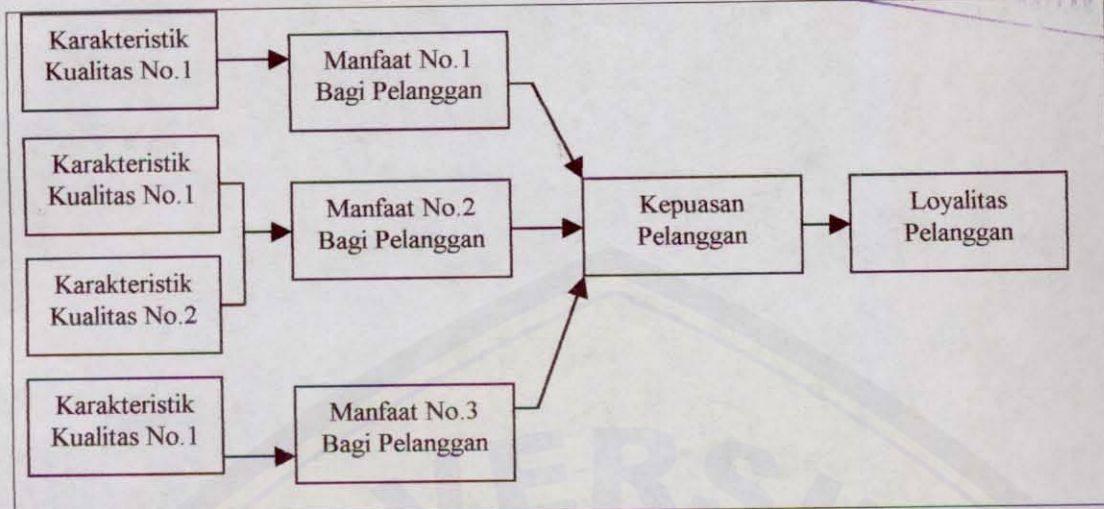 Karakteristik
Kualitas No.1
Manfaat No.1
Bagi Pelanggan
Karakteristik
Kualitas No.1
Manfaat No.2
Bagi Pelanggan
Kepuasan
Pelanggan
Loyalitas
Pelanggan
Karakteristik
Kualitas No.2
Karakteristik
Kualitas No.1
Manfaat No.3
Bagi Pelanggan